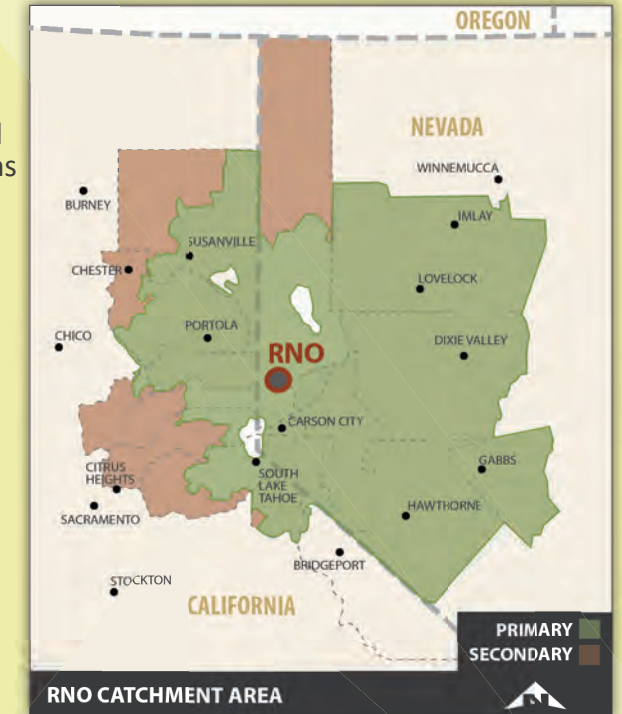 OREGON
NEVADA
WINNEMUCCA
BURNEY
IMLAY
SUSANVILLE
CHESTER
LOVELOCK
CHICO
PORTOLA
DIXIE VALLEY
RNO
CARSON CITY
CITRUS
HEIGHTS
SOUTH
LAKE
TAHOE
GABBS
SACRAMENTO
HAWTHORNE
BRIDGEPORT
STOCKTON
CALIFORNIA
PRIMARY
SECONDARY
RNO CATCHMENT AREA
N